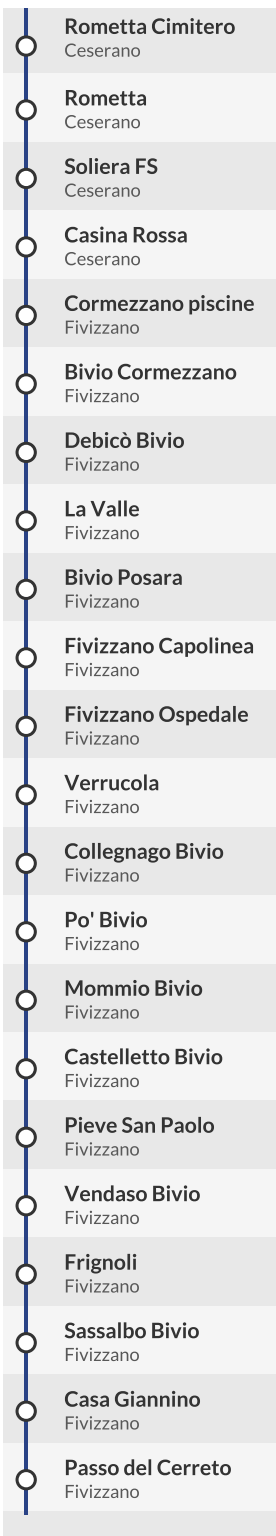 Rometta Cimitero
Ceserano
Rometta
Ceserano
Soliera FS
Ceserano
Casina Rossa
Ceserano
Cormezzano piscine
Fivizzano
Bivio Cormezzano
Fivizzano
Debicò Bivio
Fivizzano
La Valle
Fivizzano
Bivio Posara
Fivizzano
Fivizzano Capolinea
Fivizzano
Fivizzano Ospedale
Fivizzano
Verrucola
Fivizzano
Collegnago Bivio
Fivizzano
Po' Bivio
Fivizzano
Mommio Bivio
Fivizzano
Castelletto Bivio
Fivizzano
Pieve San Paolo
Fivizzano
Vendaso Bivio
Fivizzano
Frignoli
Fivizzano
Sassalbo Bivio
Fivizzano
Casa Giannino
Fivizzano
Passo del Cerreto
Fivizzano